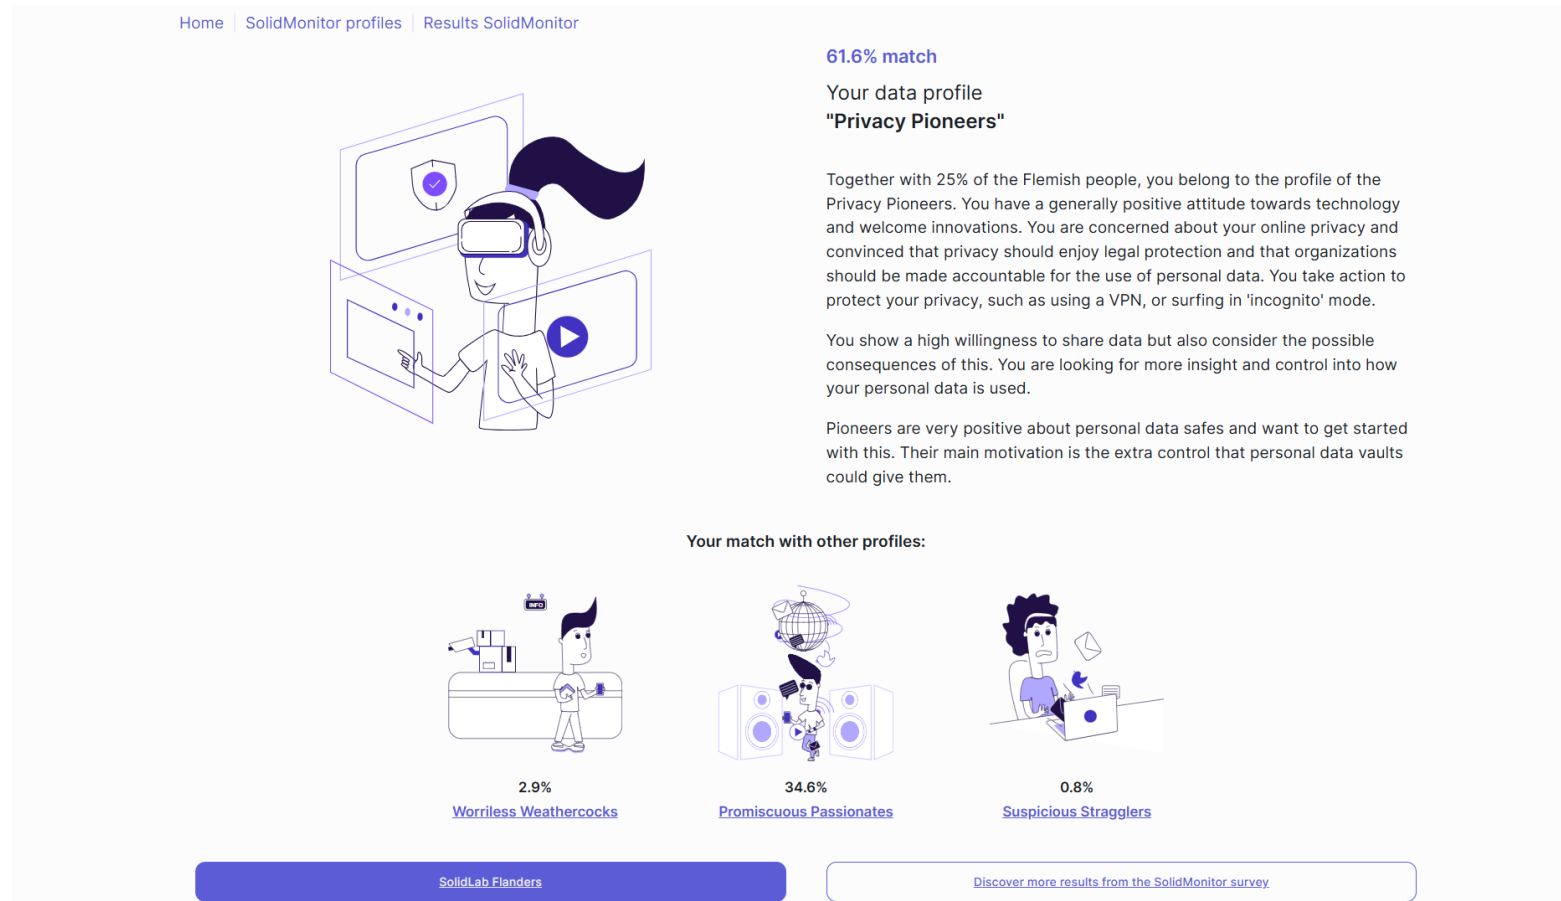 Home
SolidMonitor profiles
Results SolidMonitor
61.6% match
Your data profile
"Privacy Pioneers"
Together with 25% of the Flemish people, you belong to the profile of the
Privacy Pioneers. You have a generally positive attitude towards technology
and welcome innovations. You are concerned about your online privacy and
convinced that privacy should enjoy legal protection and that organizations
should be made accountable for the use of personal data. You take action to
protect your privacy, such as using a VPN, or surfing in 'incognito' mode.
You show a high willingness to share data but also consider the possible
consequences of this. You are looking for more insight and control into how
your personal data is used.
Pioneers are very positive about personal data safes and want to get started
with this. Their main motivation is the extra control that personal data vaults
could give them.
Your match with other profiles:
INFO
2.9%
Worriless Weathercocks
34.6%
Promiscuous Passionates
0.8%
Suspicious Stragglers
SolidLab Flanders
Discover more results from the SolidMonitor survey